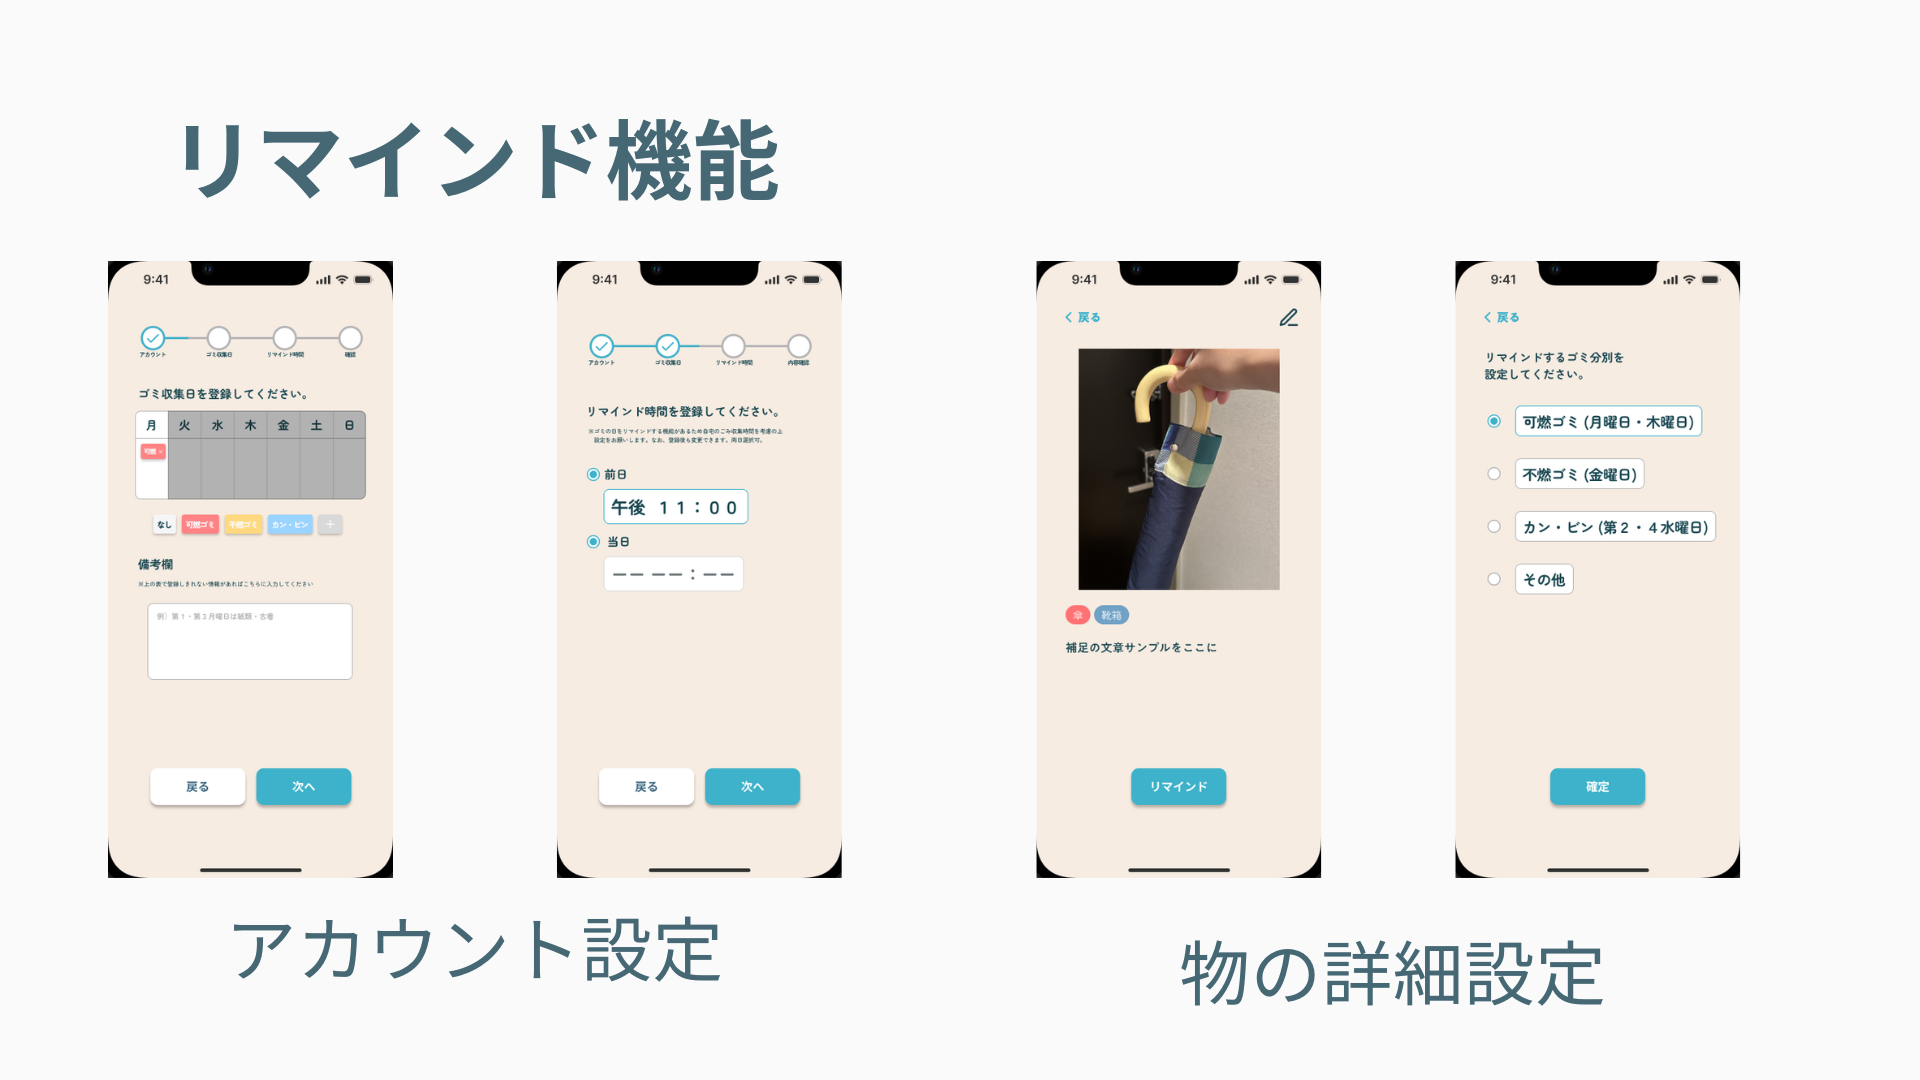 リマインド機能
9:41
アカウント
ゴミ収集日
リマインド時間
確認
ゴミ収集日を登録してください。
月 火 水 木 金 土 日
可燃 ×
なし 可燃ゴミ 不燃ゴミ カン・ビン +
備考欄
※上の表で登録しきれない情報があればこちらに入力してください
例）第1・第3月曜日は紙類・古着
戻る 次へ
9:41
アカウント
ゴミ収集日
リマインド時間
内容確認
リマインド時間を登録してください。
※ゴミの日をリマインドする機能があるため自宅のごみ収集時間を考慮の上
設定をお願いします。なお、登録後も変更できます。両日選択可。
前日
午後 11:00
当日
—— ——:——
戻る 次へ
アカウント設定
9:41
戻る
傘 靴箱
補足の文章サンプルをここに
リマインド
9:41
戻る
リマインドするゴミ分別を
設定してください。
可燃ゴミ (月曜日・木曜日)
不燃ゴミ (金曜日)
カン・ビン (第2・4水曜日)
その他
確定
物の詳細設定